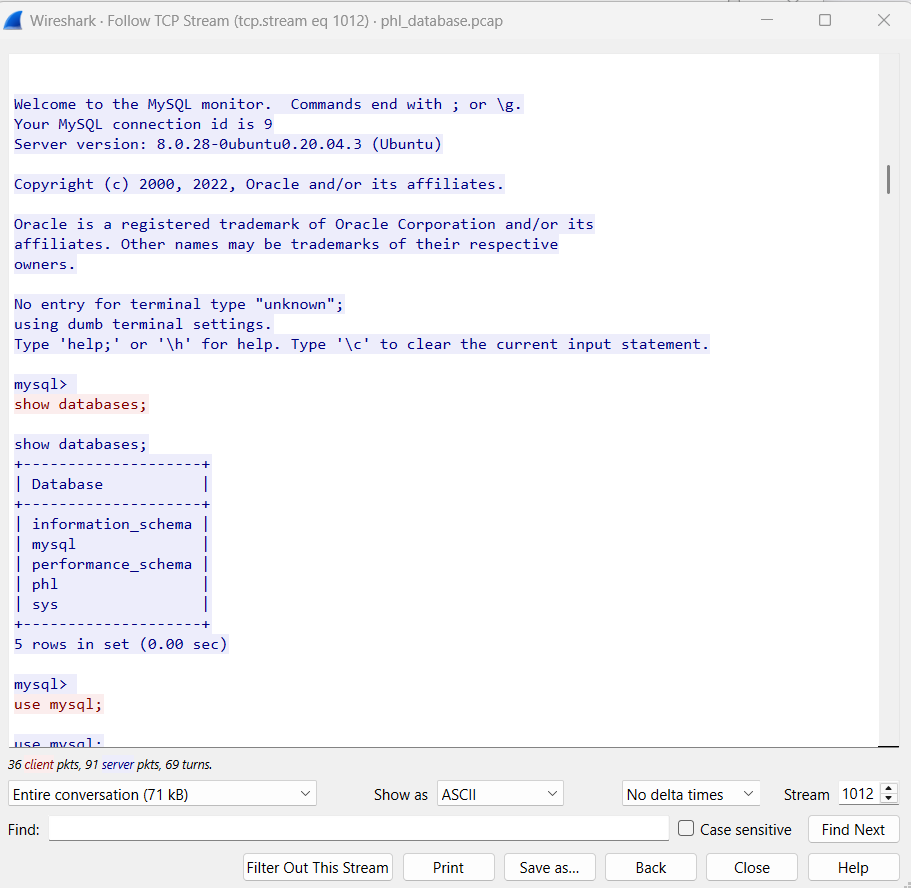 Wireshark · Follow TCP Stream (tcp.stream eq 1012) · phl_database.pcap
Welcome to the MySQL monitor.  Commands end with ; or \g.
Your MySQL connection id is 9
Server version: 8.0.28-0ubuntu0.20.04.3 (Ubuntu)
Copyright (c) 2000, 2022, Oracle and/or its affiliates.
Oracle is a registered trademark of Oracle Corporation and/or its
affiliates. Other names may be trademarks of their respective
owners.
No entry for terminal type "unknown";
using dumb terminal settings.
Type 'help;' or '\h' for help. Type '\c' to clear the current input statement.
mysql>
show databases;
show databases;
+--------------------+
| Database           |
+--------------------+
| information_schema |
| mysql              |
| performance_schema |
| phl                |
| sys                |
+--------------------+
5 rows in set (0.00 sec)
mysql>
use mysql;
use mysql;
36 client pkts, 91 server pkts, 69 turns.
Entire conversation (71 kB) Show as ASCII No delta times Stream 1012
Find: Case sensitive Find Next
Filter Out This Stream Print Save as... Back Close Help